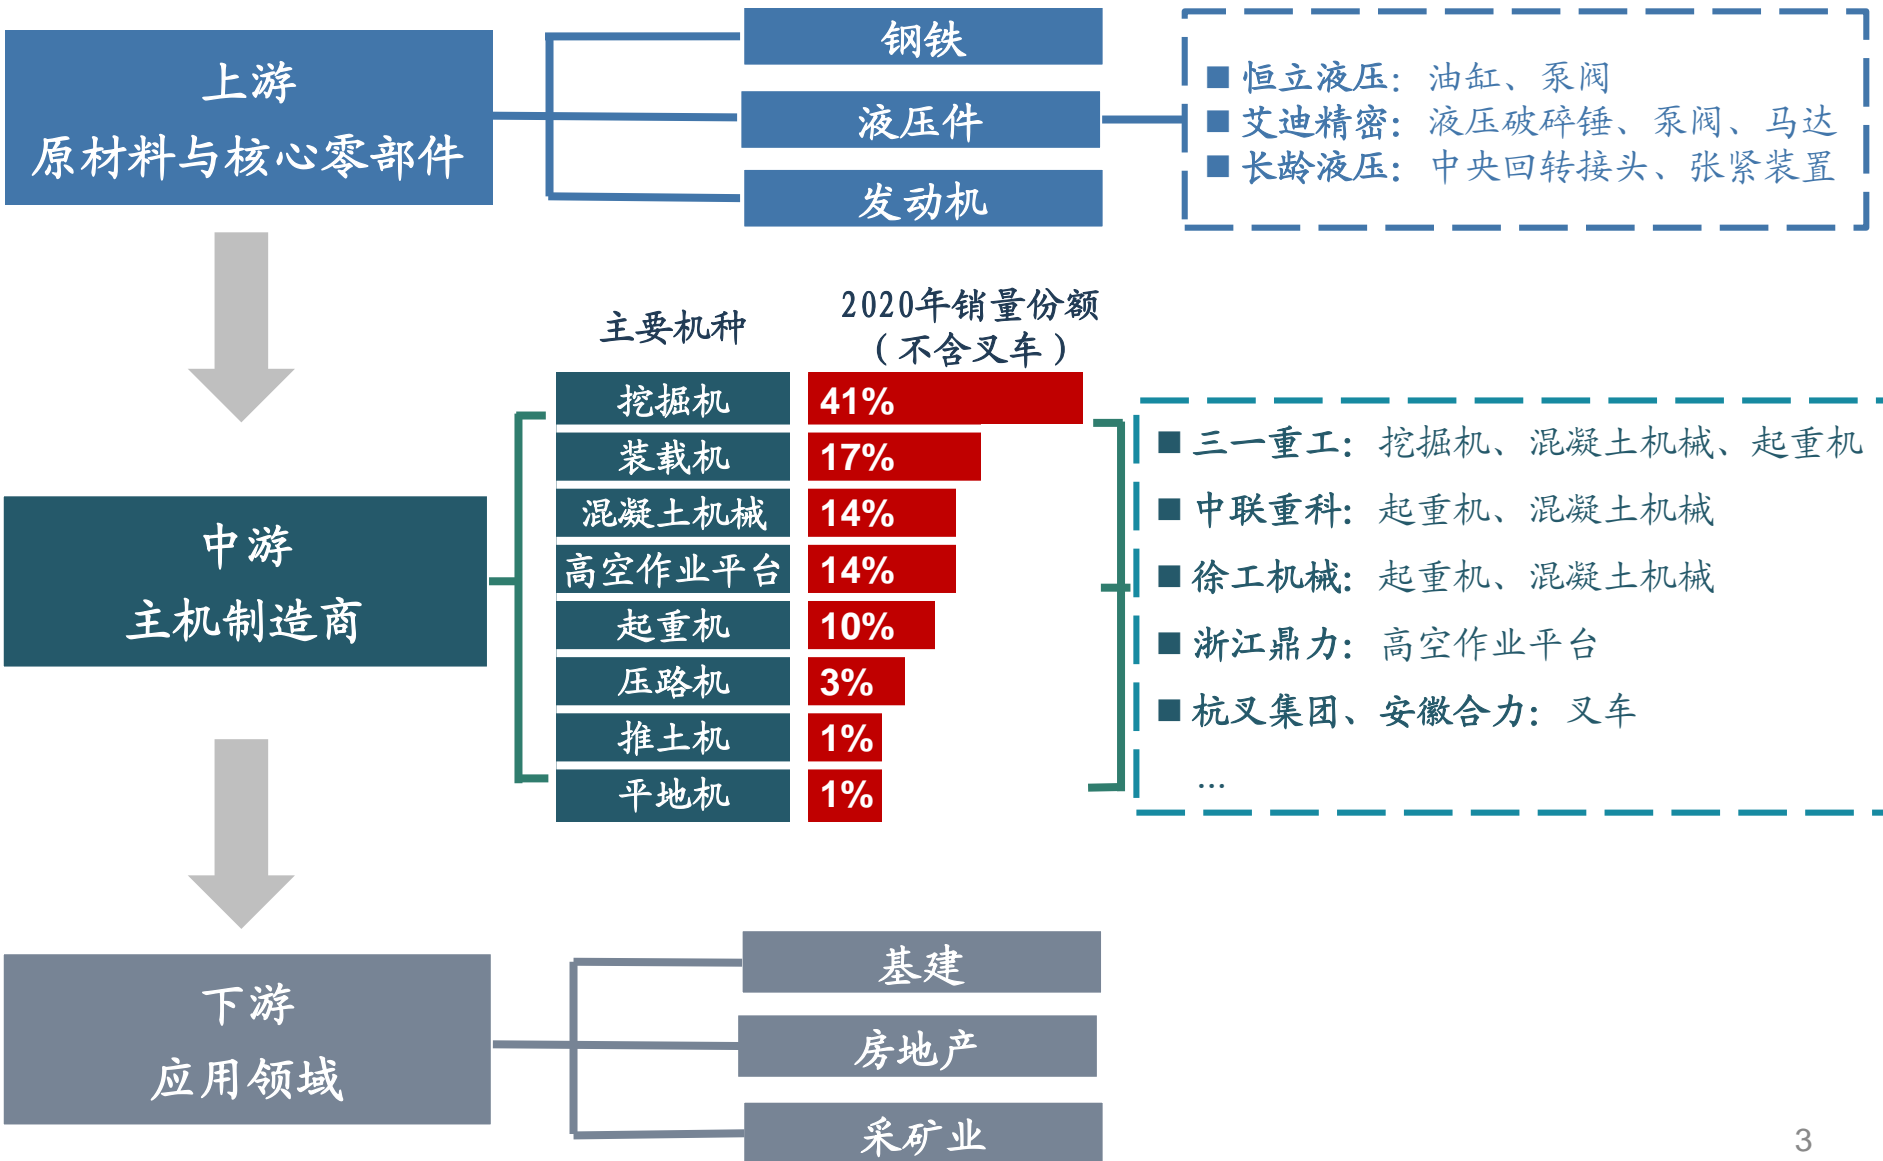 上游
原材料与核心零部件
钢铁
液压件
发动机
■ 恒立液压：油缸、泵阀
■ 艾迪精密：液压破碎锤、泵阀、马达
■ 长龄液压：中央回转接头、张紧装置
主要机种
2020年销量份额
（不含叉车）
中游
主机制造商
挖掘机 41%
装载机 17%
混凝土机械 14%
高空作业平台 14%
起重机 10%
压路机 3%
推土机 1%
平地机 1%
■ 三一重工：挖掘机、混凝土机械、起重机
■ 中联重科：起重机、混凝土机械
■ 徐工机械：起重机、混凝土机械
■ 浙江鼎力：高空作业平台
■ 杭叉集团、安徽合力：叉车
...
下游
应用领域
基建
房地产
采矿业
3